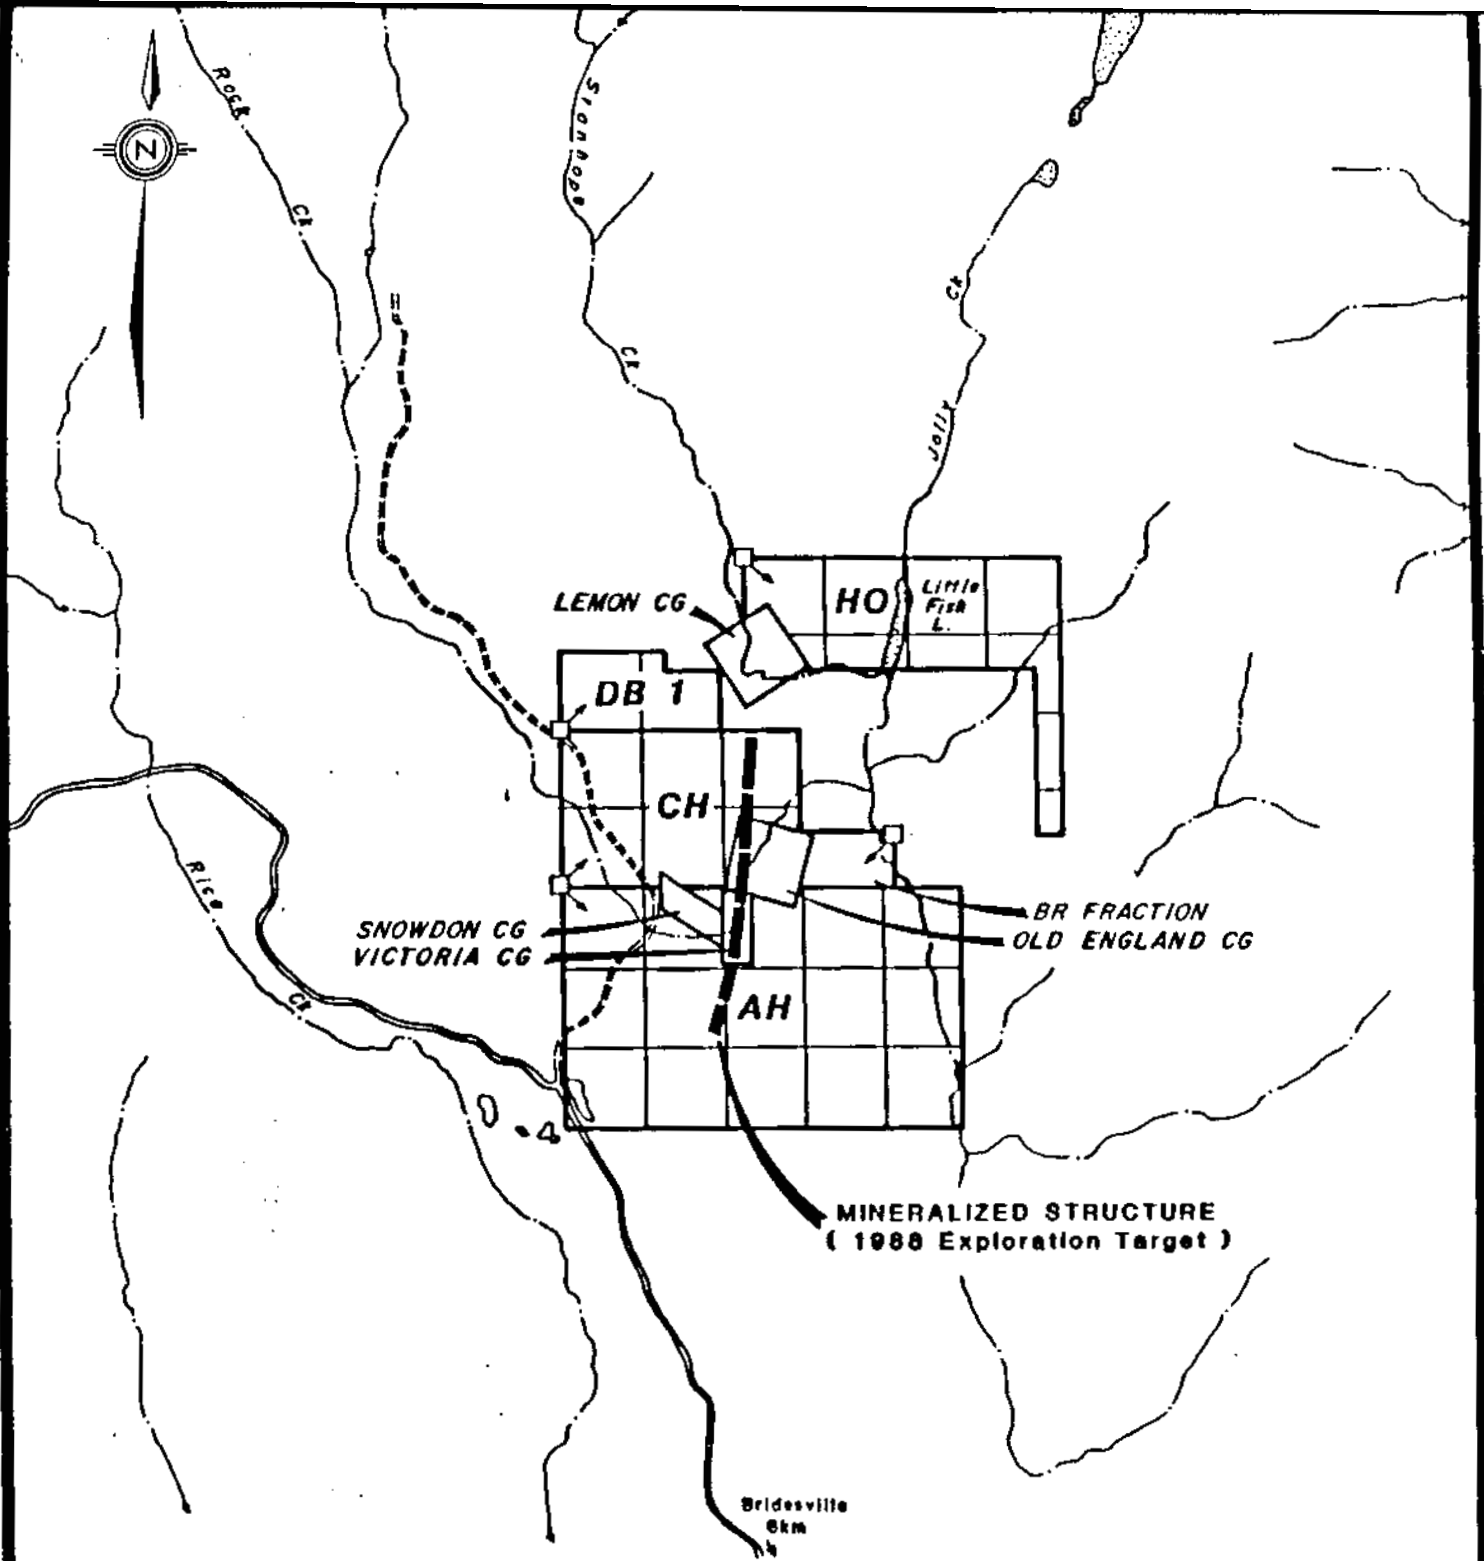 Rock
Stanhope
N
Ck
Ck
Ck
Jolly
HO
Little
Fish
L.
LEMON CG
DB 1
CH
Rice
BR FRACTION
SNOWDON CG
OLD ENGLAND CG
VICTORIA CG
Ck
AH
MINERALIZED STRUCTURE
( 1988 Exploration Target )
Bridesville
6km